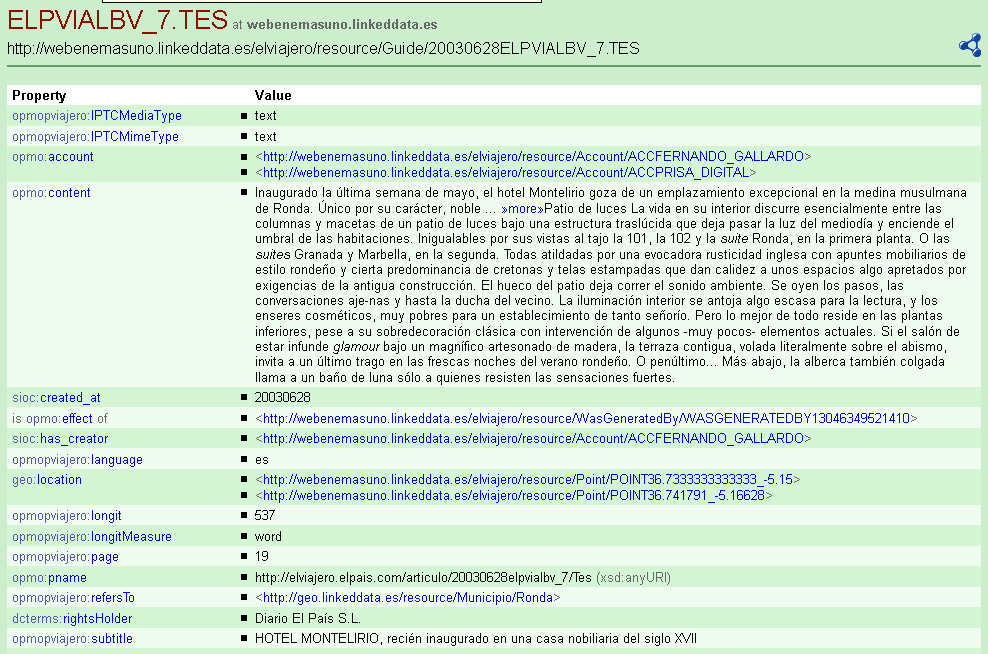 ELPVIALBV_7.TES at webenemasuno.linkeddata.es
http://webenemasuno.linkeddata.es/elviajero/resource/Guide/20030628ELPVIALBV_7.TES
Property Value
opmopviajero:IPTCMediaType ■ text
opmopviajero:IPTCMimeType ■ text
opmo:account ■ <http://webenemasuno.linkeddata.es/elviajero/resource/Account/ACCFERNANDO_GALLARDO>
■ <http://webenemasuno.linkeddata.es/elviajero/resource/Account/ACCPRISA_DIGITAL>
opmo:content ■ Inaugurado la última semana de mayo, el hotel Montelirio goza de un emplazamiento excepcional en la medina musulmana
de Ronda. Único por su carácter, noble ... »more»Patio de luces La vida en su interior discurre esencialmente entre las
columnas y macetas de un patio de luces bajo una estructura traslúcida que deja pasar la luz del mediodía y enciende el
umbral de las habitaciones. Inigualables por sus vistas al tajo la 101, la 102 y la suite Ronda, en la primera planta. O las
suites Granada y Marbella, en la segunda. Todas atildadas por una evocadora rusticidad inglesa con apuntes mobiliarios de
estilo rondeño y cierta predominancia de cretonas y telas estampadas que dan calidez a unos espacios algo apretados por
exigencias de la antigua construcción. El hueco del patio deja correr el sonido ambiente. Se oyen los pasos, las
conversaciones aje-nas y hasta la ducha del vecino. La iluminación interior se antoja algo escasa para la lectura, y los
enseres cosméticos, muy pobres para un establecimiento de tanto señorío. Pero lo mejor de todo reside en las plantas
inferiores, pese a su sobredecoración clásica con intervención de algunos -muy pocos- elementos actuales. Si el salón de
estar infunde glamour bajo un magnífico artesonado de madera, la terraza contigua, volada literalmente sobre el abismo,
invita a un último trago en las frescas noches del verano rondeño. O penúltimo... Más abajo, la alberca también colgada
llama a un baño de luna sólo a quienes resisten las sensaciones fuertes.
sioc:created_at ■ 20030628
is opmo:effect of ■ <http://webenemasuno.linkeddata.es/elviajero/resource/WasGeneratedBy/WASGENERATEDBY13046349521410>
sioc:has_creator ■ <http://webenemasuno.linkeddata.es/elviajero/resource/Account/ACCFERNANDO_GALLARDO>
opmopviajero:language ■ es
geo:location ■ <http://webenemasuno.linkeddata.es/elviajero/resource/Point/POINT36.7333333333333_-5.15>
■ <http://webenemasuno.linkeddata.es/elviajero/resource/Point/POINT36.741791_-5.16628>
opmopviajero:longit ■ 537
opmopviajero:longitMeasure ■ word
opmopviajero:page ■ 19
opmo:pname ■ http://elviajero.elpais.com/articulo/20030628elpvialbv_7/Tes (xsd:anyURI)
opmopviajero:refersTo ■ <http://geo.linkeddata.es/resource/Municipio/Ronda>
dcterms:rightsHolder ■ Diario El País S.L.
opmopviajero:subtitle ■ HOTEL MONTELIRIO, recién inaugurado en una casa nobiliaria del siglo XVII